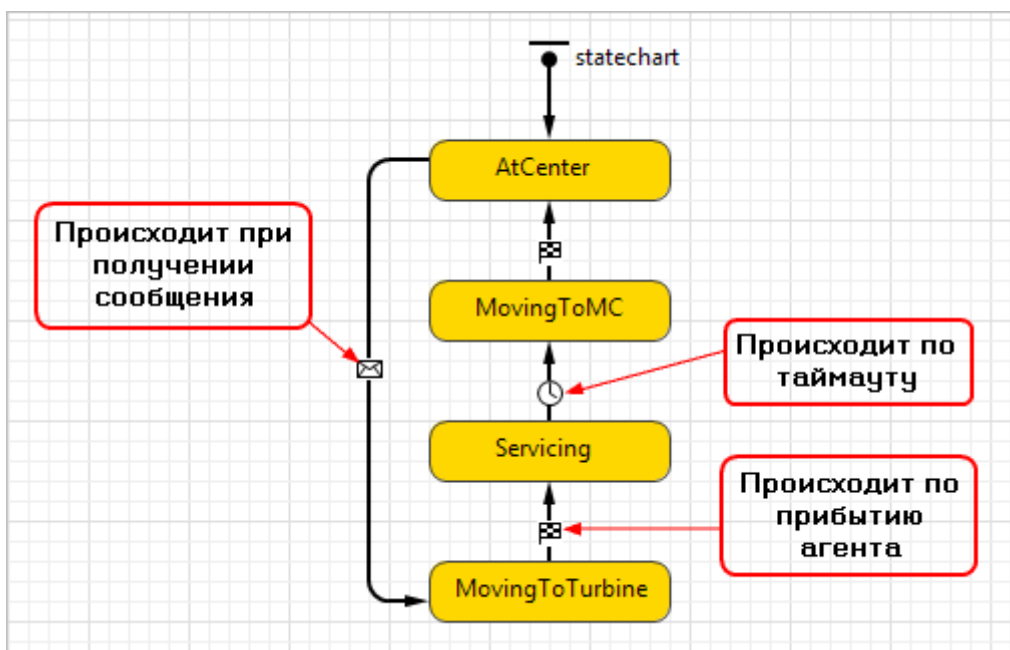 statechart
AtCenter
Происходит при
получении
сообщения
MovingToMC
Происходит по
таймауту
Servicing
Происходит по
прибытию
агента
MovingToTurbine